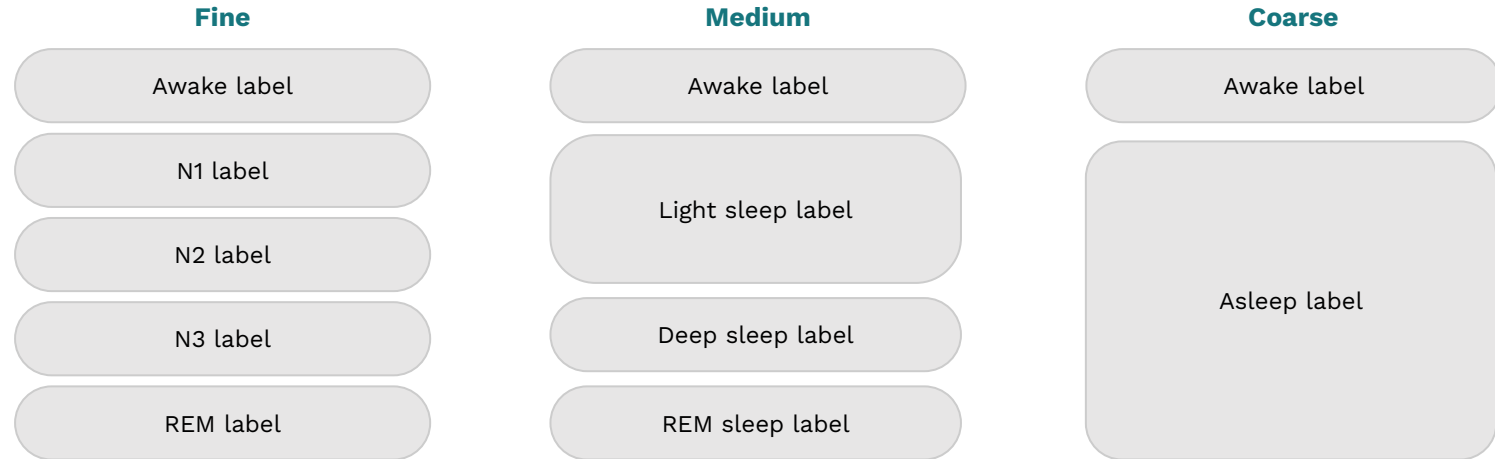 Fine
Awake label
N1 label
N2 label
N3 label
REM label
Medium
Awake label
Light sleep label
Deep sleep label
REM sleep label
Coarse
Awake label
Asleep label